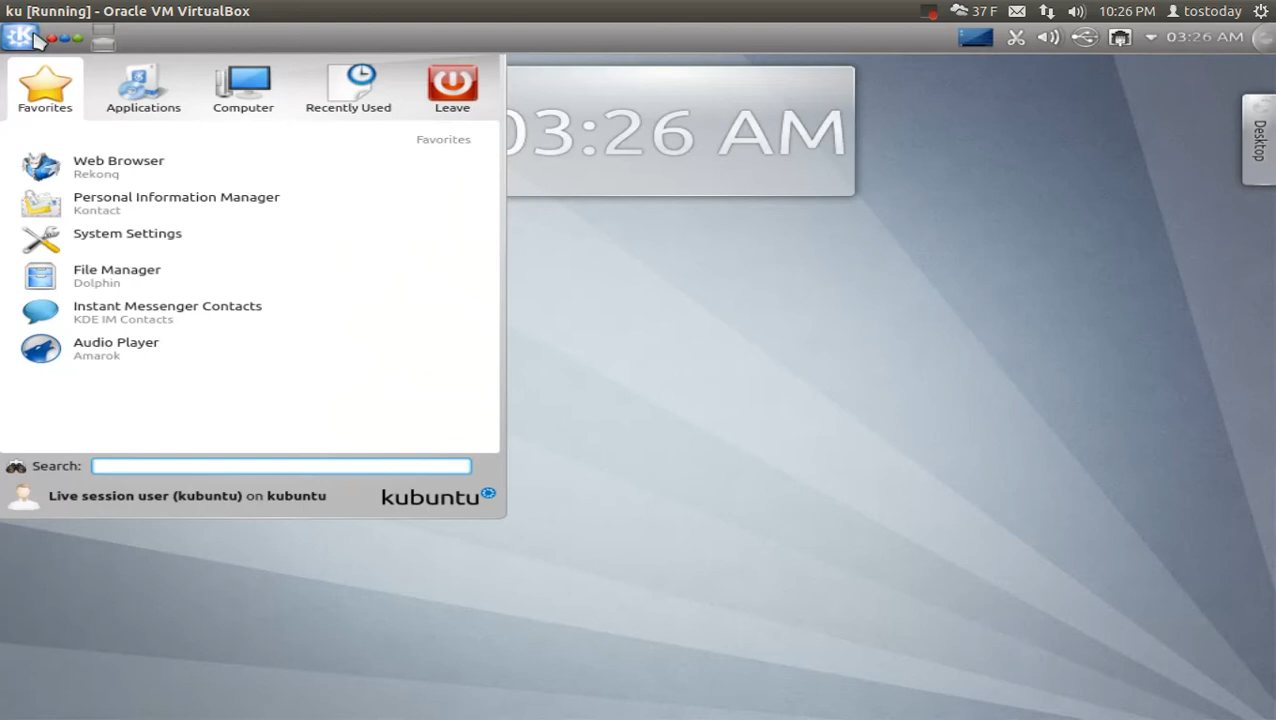 ku [Running] - Oracle VM VirtualBox
37 F
10:26 PM
tostoday
03:26 AM
Favorites
Applications
Computer
Recently Used
Leave
03:26 AM
Desktop
Favorites
Web Browser
Rekonq
Personal Information Manager
Kontact
System Settings
File Manager
Dolphin
Instant Messenger Contacts
KDE IM Contacts
Audio Player
Amarok
Search:
Live session user (kubuntu) on kubuntu
kubuntu